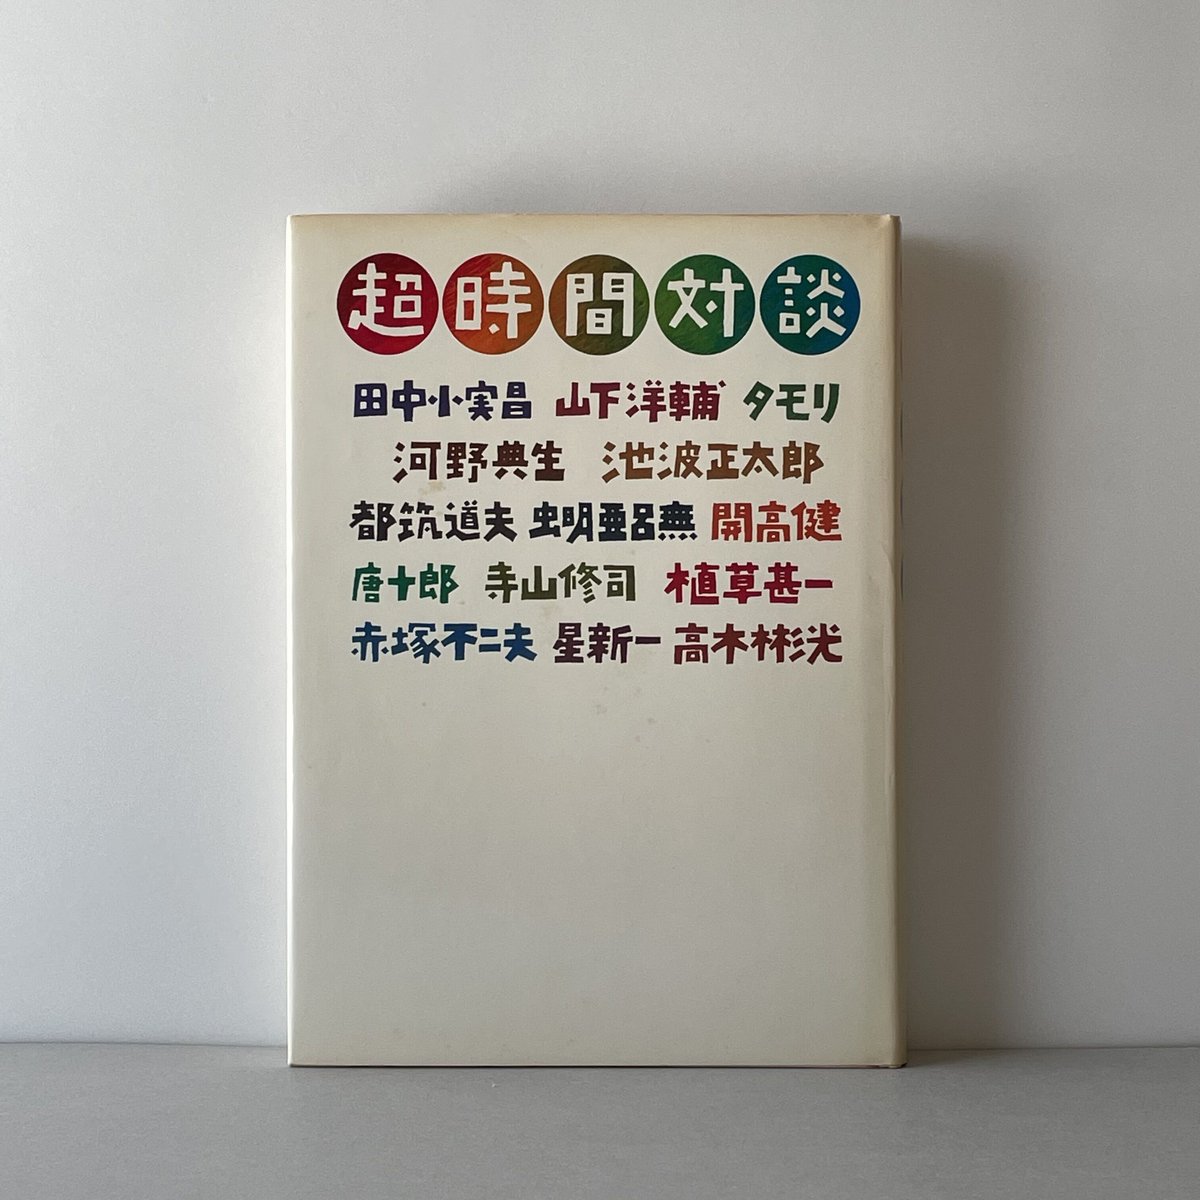 超時間対談
田中小実昌 山下洋輔 タモリ
河野典生 池波正太郎
都筑道夫 虫明亜呂無 開高健
唐十郎 寺山修司 植草甚一
赤塚不二夫 星新一 高木彬光